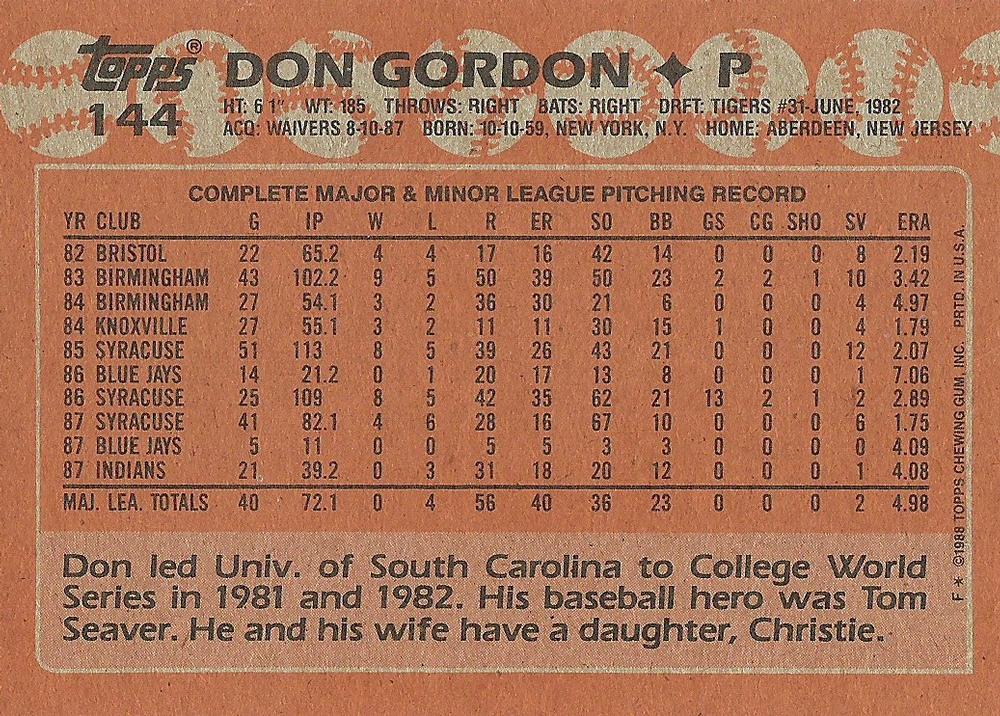 topps® DON GORDON ✦ P
144
HT: 6 1" WT: 185 THROWS: RIGHT BATS: RIGHT DRFT: TIGERS #31-JUNE, 1982
ACQ: WAIVERS 8-10-87 BORN: 10-10-59, NEW YORK, N.Y. HOME: ABERDEEN, NEW JERSEY
COMPLETE MAJOR & MINOR LEAGUE PITCHING RECORD
YR CLUB G IP W L R ER SO BB GS CG SHO SV ERA
82 BRISTOL 22 65.2 4 4 17 16 42 14 0 0 0 8 2.19
83 BIRMINGHAM 43 102.2 9 5 50 39 50 23 2 2 1 10 3.42
84 BIRMINGHAM 27 54.1 3 2 36 30 21 6 0 0 0 4 4.97
84 KNOXVILLE 27 55.1 3 2 11 11 30 15 1 0 0 4 1.79
85 SYRACUSE 51 113 8 5 39 26 43 21 0 0 0 12 2.07
86 BLUE JAYS 14 21.2 0 1 20 17 13 8 0 0 0 1 7.06
86 SYRACUSE 25 109 8 5 42 35 62 21 13 2 1 2 2.89
87 SYRACUSE 41 82.1 4 6 28 16 67 10 0 0 0 6 1.75
87 BLUE JAYS 5 11 0 0 5 5 3 3 0 0 0 0 4.09
87 INDIANS 21 39.2 0 3 31 18 20 12 0 0 0 1 4.08
MAJ. LEA. TOTALS 40 72.1 0 4 56 40 36 23 0 0 0 2 4.98
Don led Univ. of South Carolina to College World
Series in 1981 and 1982. His baseball hero was Tom
Seaver. He and his wife have a daughter, Christie.
F * ©1988 TOPPS CHEWING GUM, INC. PRTD. IN U.S.A.